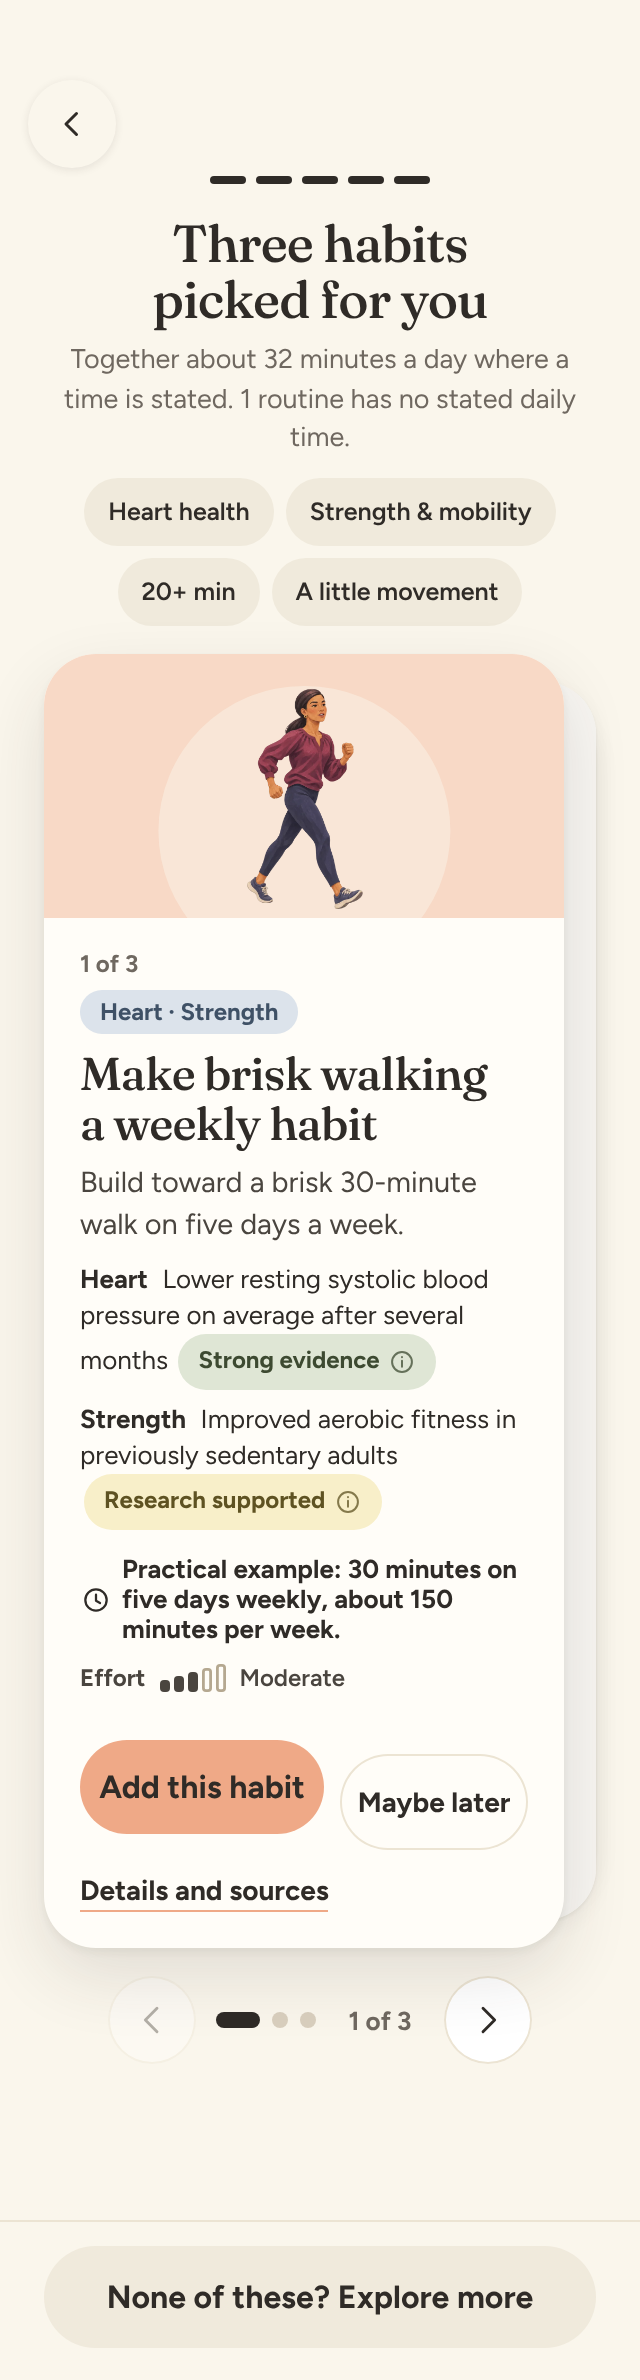 Three habits
picked for you
Together about 32 minutes a day where a
time is stated. 1 routine has no stated daily
time.
Heart health
Strength & mobility
20+ min
A little movement
1 of 3
Heart · Strength
Make brisk walking
a weekly habit
Build toward a brisk 30-minute
walk on five days a week.
Heart Lower resting systolic blood
pressure on average after several
months Strong evidence
Strength Improved aerobic fitness in
previously sedentary adults
Research supported
Practical example: 30 minutes on
five days weekly, about 150
minutes per week.
Effort Moderate
Add this habit
Maybe later
Details and sources
1 of 3
None of these? Explore more